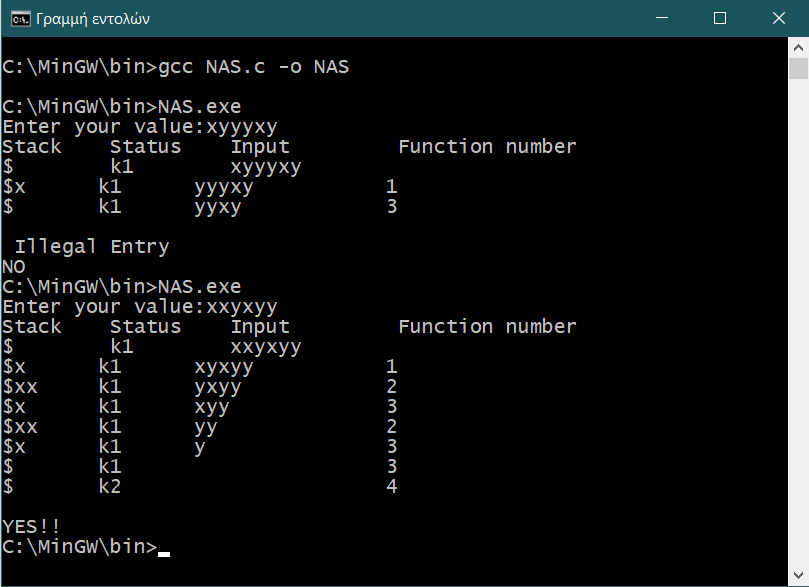 Γραμμή εντολών
C:\MinGW\bin>gcc NAS.c -o NAS
C:\MinGW\bin>NAS.exe
Enter your value:xyyyxy
Stack    Status    Input         Function number
$        k1        xyyyxy
$x      k1      yyyxy           1
$       k1      yyxy            3
 Illegal Entry
NO
C:\MinGW\bin>NAS.exe
Enter your value:xxyxyy
Stack    Status    Input         Function number
$        k1        xxyxyy
$x      k1      xyxyy           1
$xx     k1      yxyy            2
$x      k1      xyy             3
$xx     k1      yy              2
$x      k1      y               3
$       k1                      3
$       k2                      4
YES!!
C:\MinGW\bin>